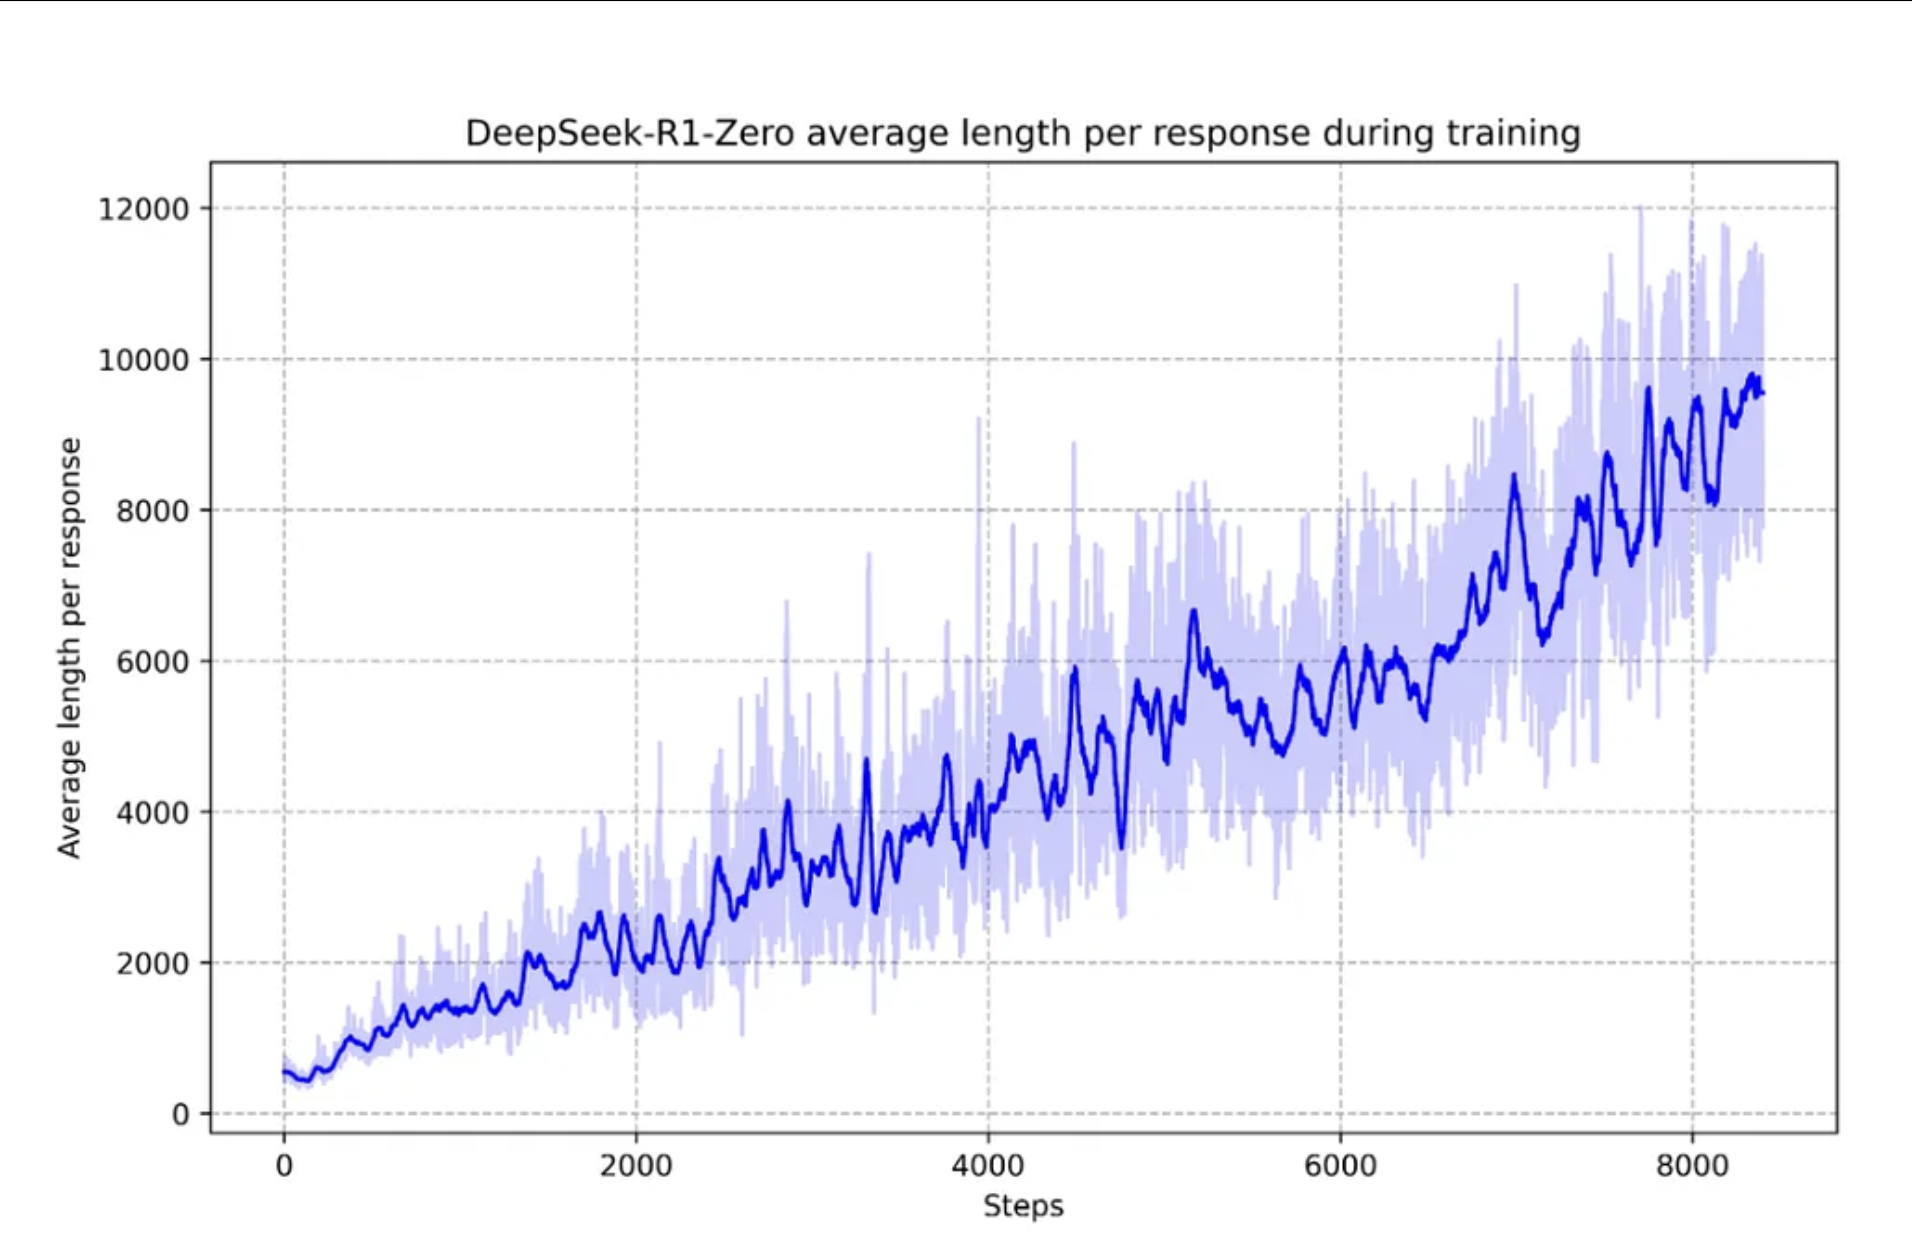 DeepSeek-R1-Zero average length per response during training
12000
10000
8000
6000
4000
2000
0
Average length per response
0 2000 4000 6000 8000
Steps